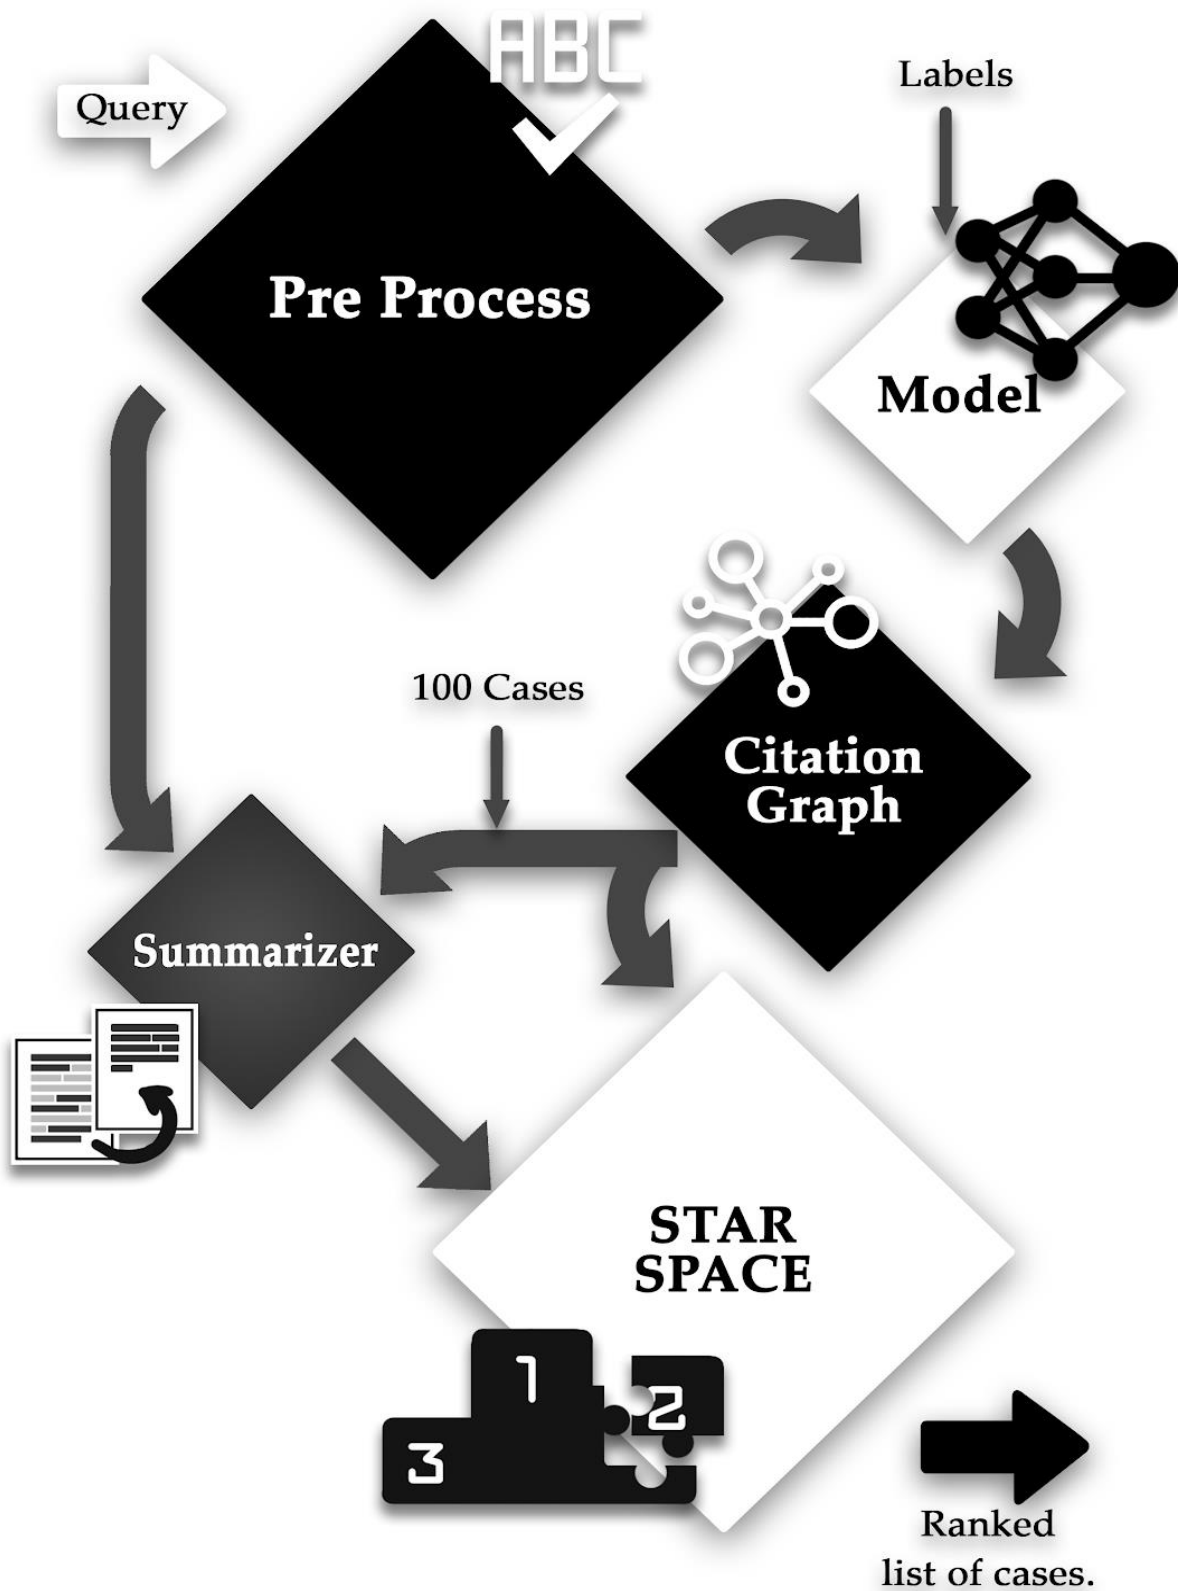 ABC
Query
Labels
Pre Process
Model
100 Cases
Citation
Graph
Summarizer
STAR
SPACE
1
2
3
Ranked
list of cases.